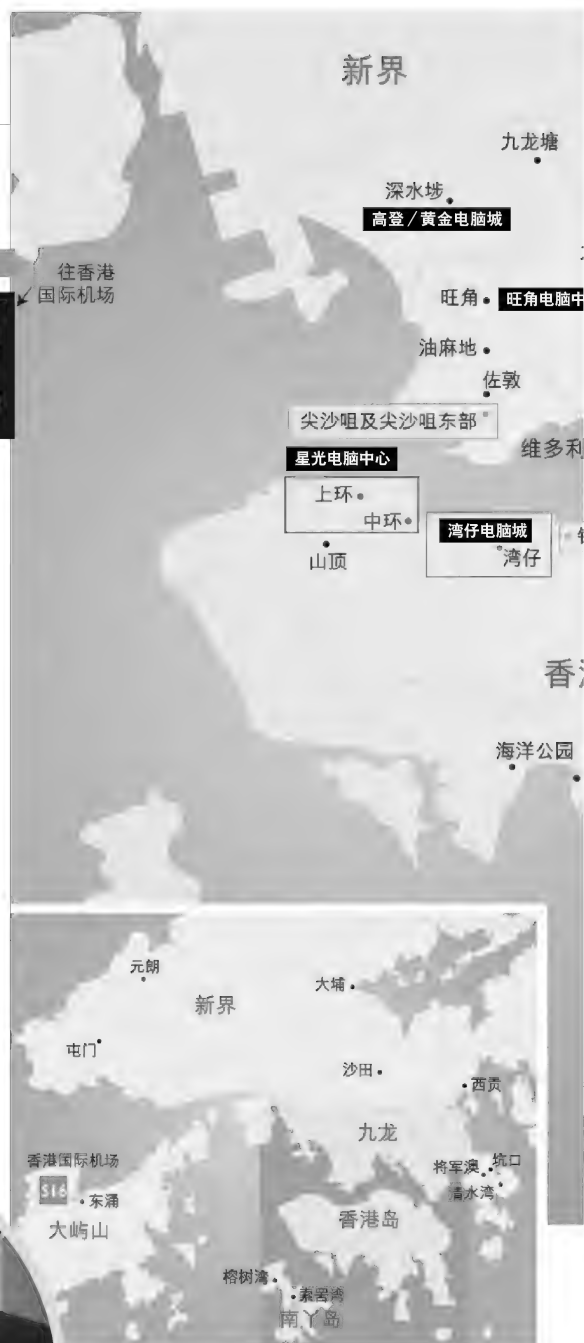 新界
九龙塘
深水埗
高登／黄金电脑城
往香港
国际机场
旺角
旺角电脑中
油麻地
佐敦
尖沙咀及尖沙咀东部
维多利
星光电脑中心
上环
中环
湾仔电脑城
湾仔
山顶
海洋公园
元朗
大埔
新界
屯门
沙田
西贡
九龙
坑口
将军澳
清水湾
香港国际机场
S16
东涌
大屿山
香港岛
榕树湾
索罟湾
南丫岛